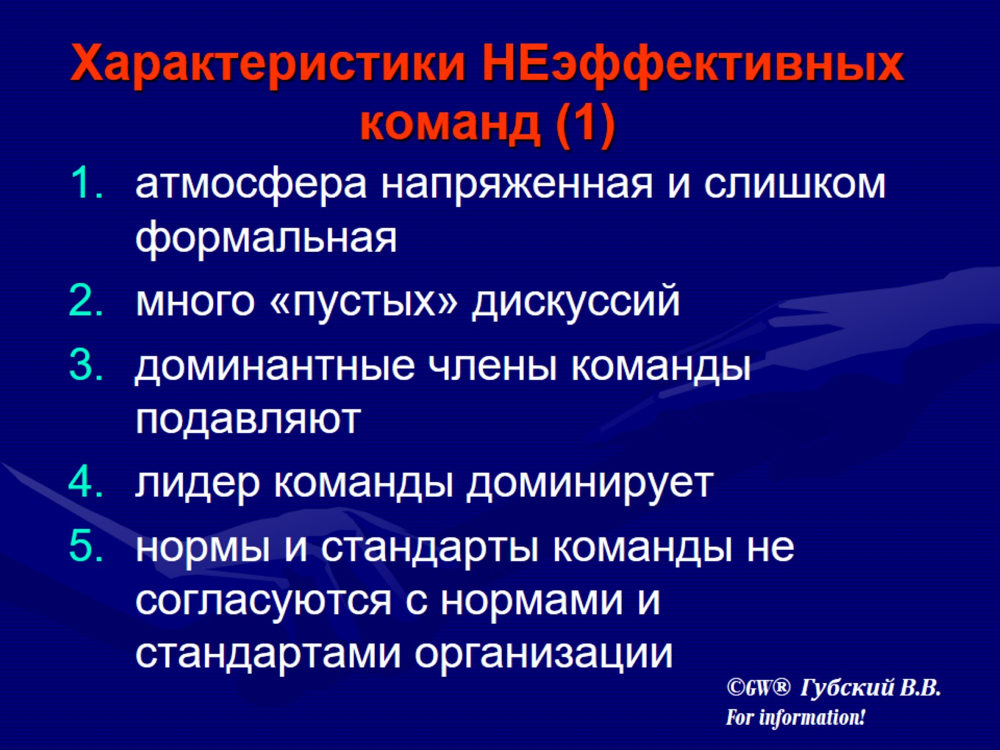 Характеристики НЕэффективных
команд (1)
1. атмосфера напряженная и слишком
формальная
2. много «пустых» дискуссий
3. доминантные члены команды
подавляют
4. лидер команды доминирует
5. нормы и стандарты команды не
согласуются с нормами и
стандартами организации
©GW® Губский В.В.
For information!